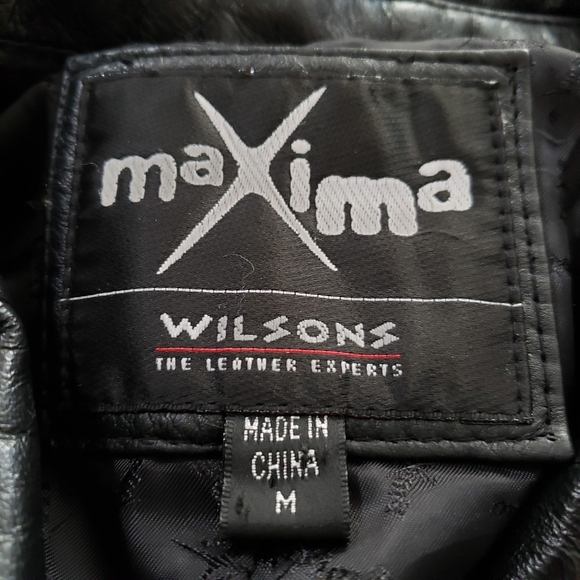 maXima
WILSONS
THE LEATHER EXPERTS
MADE IN
CHINA
M